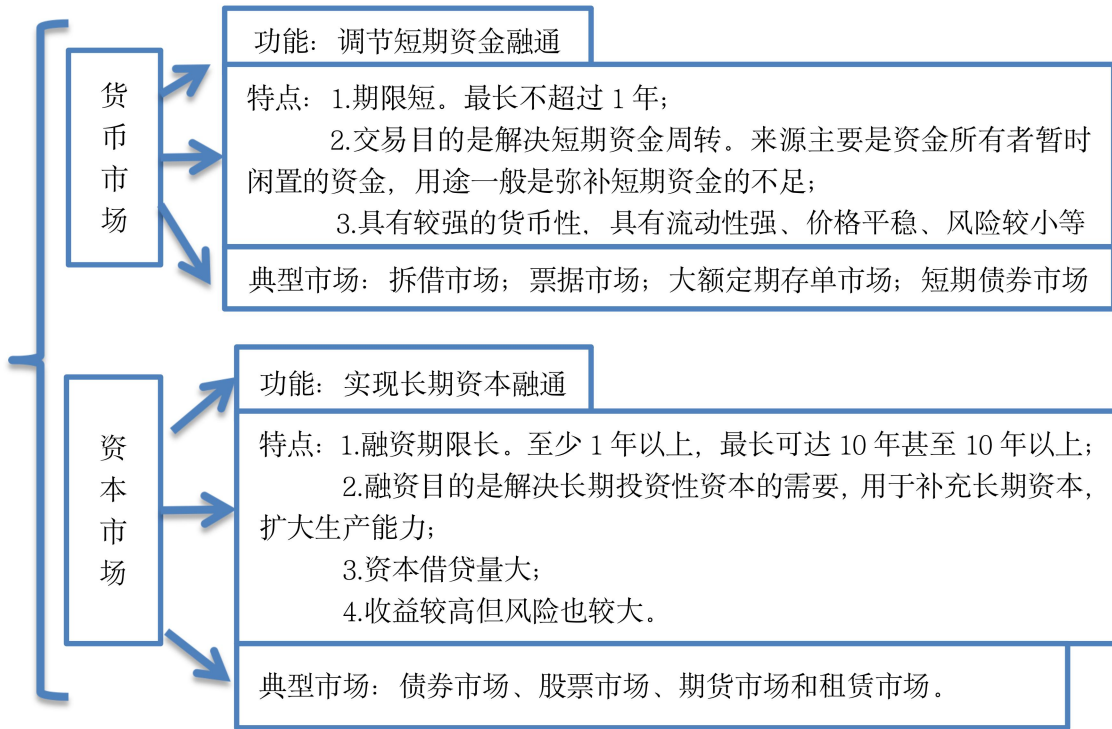 货币市场
功能：调节短期资金融通
特点：1.期限短。最长不超过 1 年；
2.交易目的是解决短期资金周转。来源主要是资金所有者暂时
闲置的资金，用途一般是弥补短期资金的不足；
3.具有较强的货币性，具有流动性强、价格平稳、风险较小等
典型市场：拆借市场；票据市场；大额定期存单市场；短期债券市场
资本市场
功能：实现长期资本融通
特点：1.融资期限长。至少 1 年以上，最长可达 10 年甚至 10 年以上；
2.融资目的是解决长期投资性资本的需要，用于补充长期资本，
扩大生产能力；
3.资本借贷量大；
4.收益较高但风险也较大。
典型市场：债券市场、股票市场、期货市场和租赁市场。